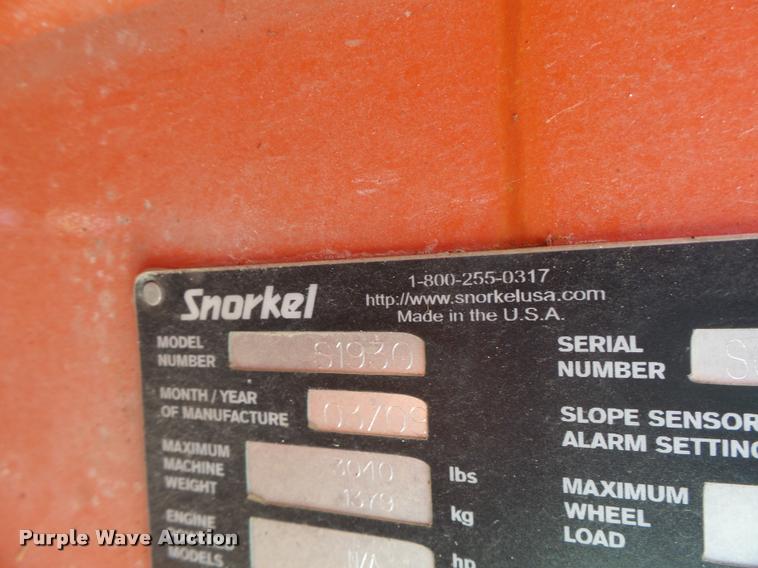 Snorkel
1-800-255-0317
http://www.snorkelusa.com
Made in the U.S.A.
MODEL
NUMBER
S1930
MONTH / YEAR
OF MANUFACTURE
03/09
MAXIMUM
MACHINE
WEIGHT
3040 lbs
1379 kg
ENGINE
MODELS
N/A hp
SERIAL
NUMBER
SLOPE SENSOR
ALARM SETTING
MAXIMUM
WHEEL
LOAD
Purple Wave Auction